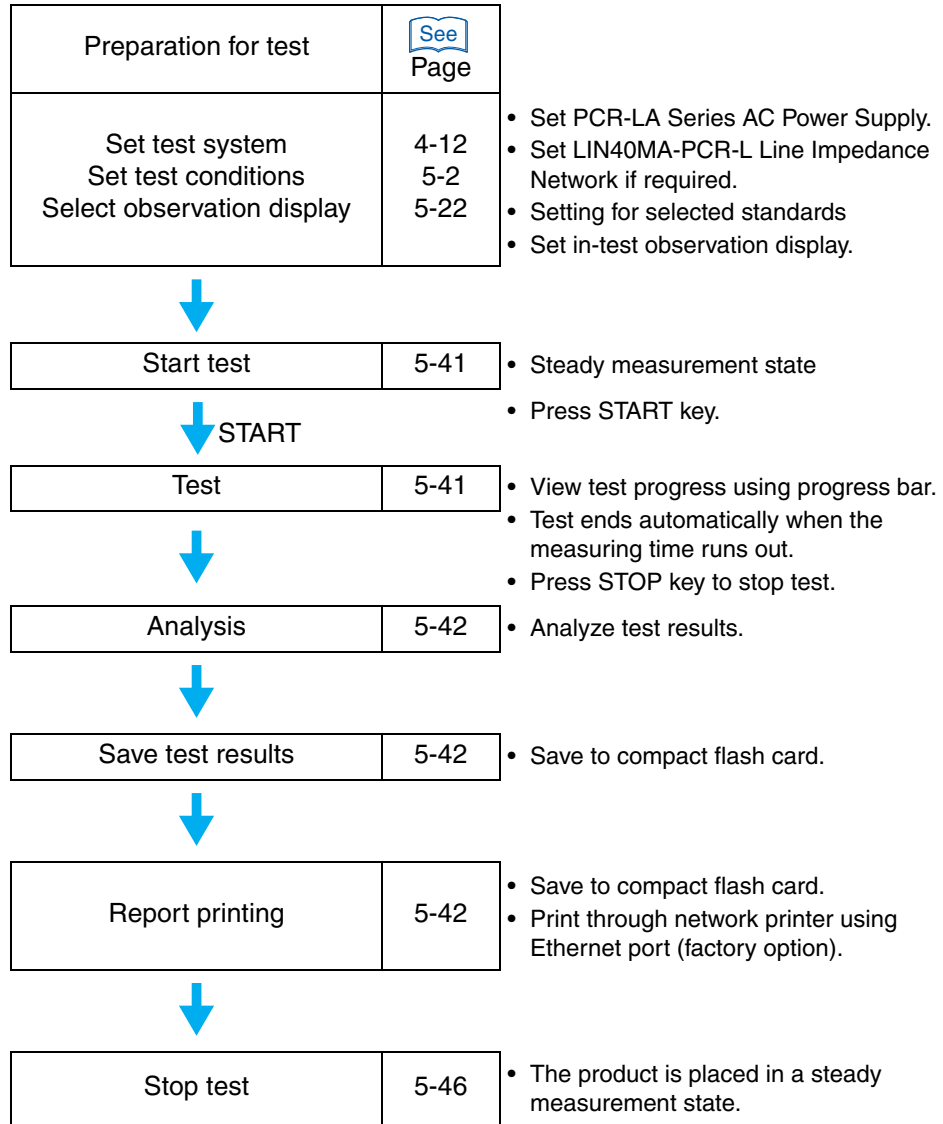 Preparation for test
See
Page
Set test system 4-12
Set test conditions 5-2
Select observation display 5-22
• Set PCR-LA Series AC Power Supply.
• Set LIN40MA-PCR-L Line Impedance
Network if required.
• Setting for selected standards
• Set in-test observation display.
Start test 5-41
• Steady measurement state
• Press START key.
START
Test 5-41
• View test progress using progress bar.
• Test ends automatically when the
measuring time runs out.
• Press STOP key to stop test.
Analysis 5-42
• Analyze test results.
Save test results 5-42
• Save to compact flash card.
Report printing 5-42
• Save to compact flash card.
• Print through network printer using
Ethernet port (factory option).
Stop test 5-46
• The product is placed in a steady
measurement state.